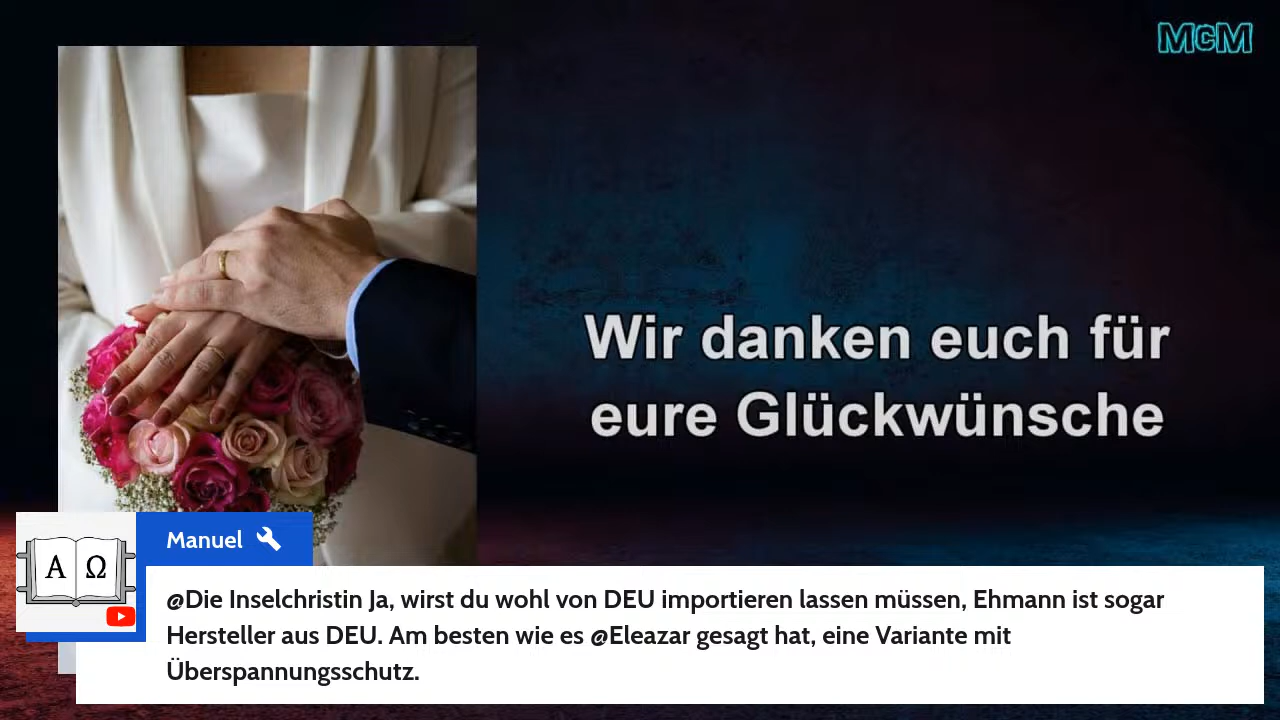 McM
Wir danken euch für
eure Glückwünsche
Manuel
Α Ω
@Die Inselchristin Ja, wirst du wohl von DEU importieren lassen müssen, Ehmann ist sogar
Hersteller aus DEU. Am besten wie es @Eleazar gesagt hat, eine Variante mit
Überspannungsschutz.